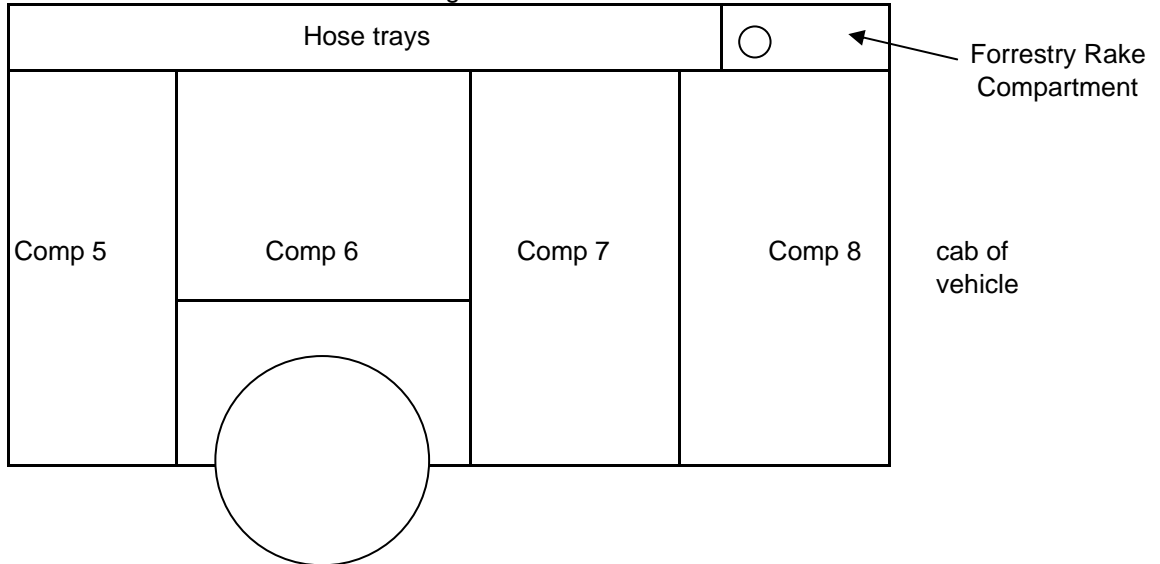 Hose trays
Forrestry Rake
Compartment
Comp 5
Comp 6
Comp 7
Comp 8
cab of
vehicle